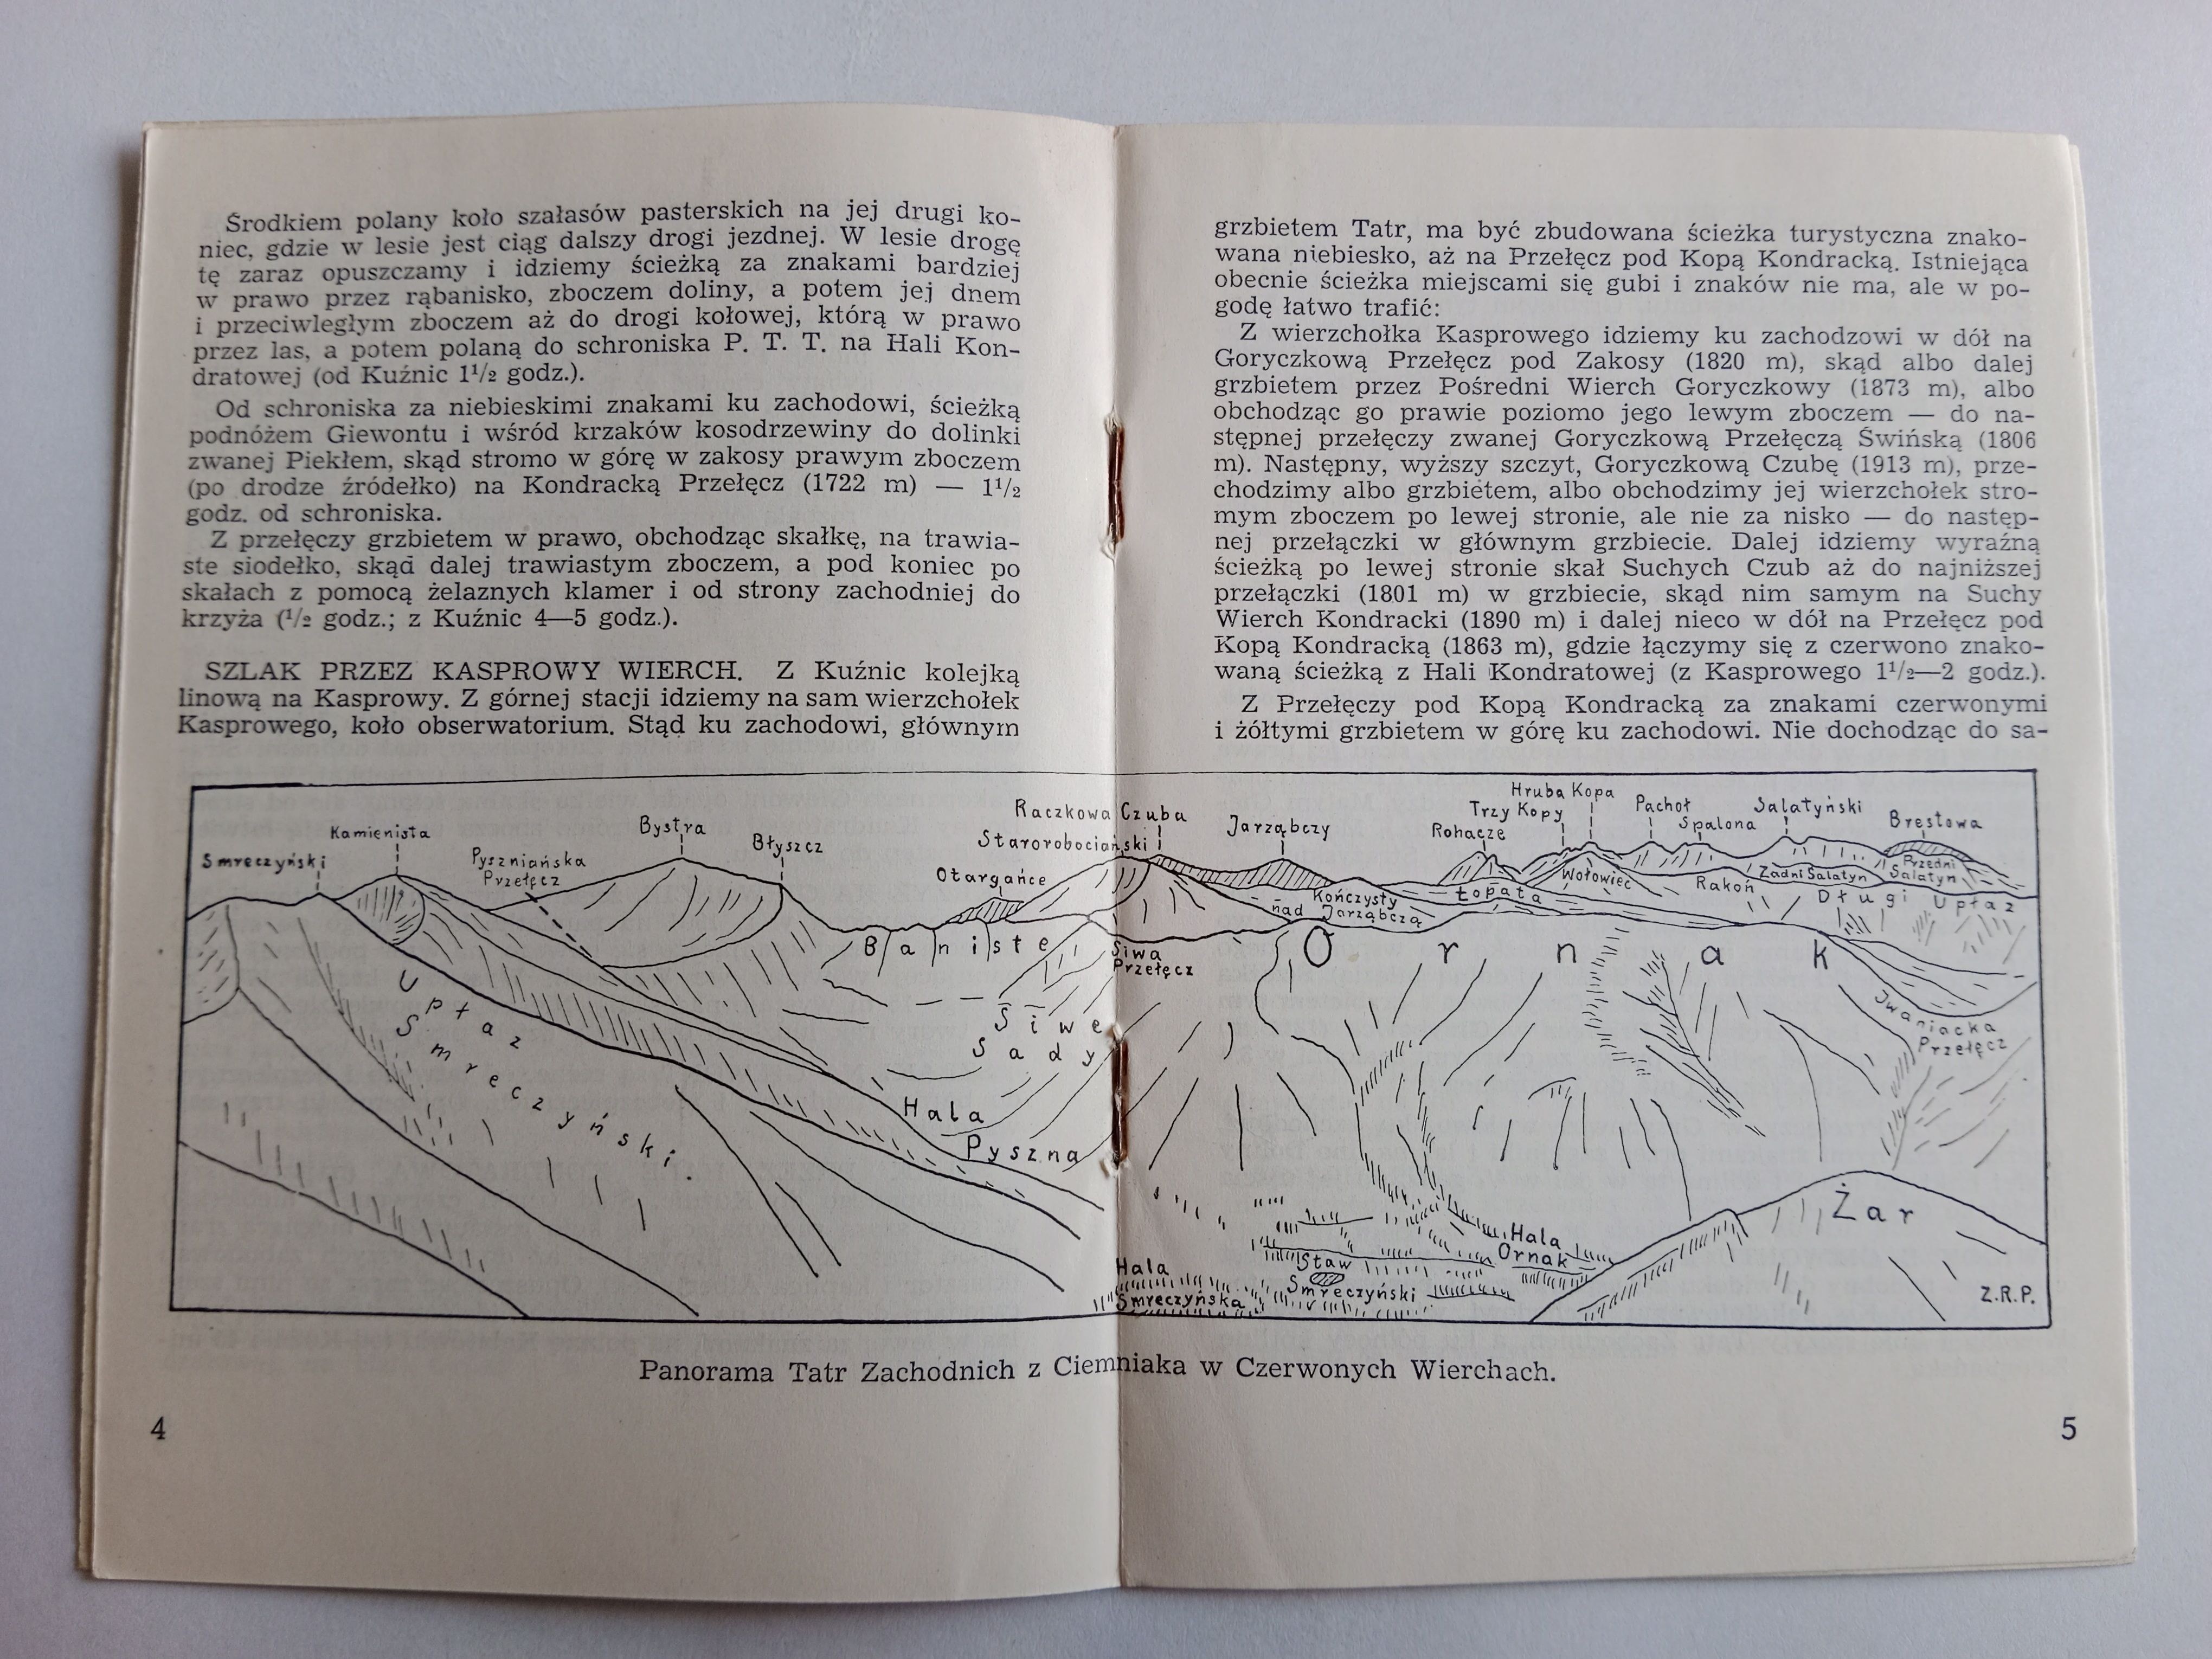 Środkiem polany koło szałasów pasterskich na jej drugi ko-
niec, gdzie w lesie jest ciąg dalszy drogi jezdnej. W lesie drogę
tę zaraz opuszczamy i idziemy ścieżką za znakami bardziej
w prawo przez rąbanisko, zboczem doliny, a potem jej dnem
i przeciwległym zboczem aż do drogi kołowej, którą w prawo
przez las, a potem polaną do schroniska P. T. T. na Hali Kon-
dratowej (od Kuźnic 1½ godz.).
Od schroniska za niebieskimi znakami ku zachodowi, ścieżką
podnóżem Giewontu i wśród krzaków kosodrzewiny do dolinki
zwanej Piekłem, skąd stromo w górę w zakosy prawym zboczem
(po drodze źródełko) na Kondracką Przełęcz (1722 m) — 1½
godz. od schroniska.
Z przełęczy grzbietem w prawo, obchodząc skałkę, na trawia-
ste siodełko, skąd dalej trawiastym zboczem, a pod koniec po
skałach z pomocą żelaznych klamer i od strony zachodniej do
krzyża (½ godz.; z Kuźnic 4—5 godz.).
SZLAK PRZEZ KASPROWY WIERCH. Z Kuźnic kolejką
linową na Kasprowy. Z górnej stacji idziemy na sam wierzchołek
Kasprowego, koło obserwatorium. Stąd ku zachodowi, głównym
grzbietem Tatr, ma być zbudowana ścieżka turystyczna znako-
wana niebiesko, aż na Przełęcz pod Kopą Kondracką. Istniejąca
obecnie ścieżka miejscami się gubi i znaków nie ma, ale w po-
godę łatwo trafić:
Z wierzchołka Kasprowego idziemy ku zachodzowi w dół na
Goryczkową Przełęcz pod Zakosy (1820 m), skąd albo dalej
grzbietem przez Pośredni Wierch Goryczkowy (1873 m), albo
obchodząc go prawie poziomo jego lewym zboczem — do na-
stępnej przełęczy zwanej Goryczkową Przełęczą Świńską (1806
m). Następny, wyższy szczyt, Goryczkową Czubę (1913 m), prze-
chodzimy albo grzbietem, albo obchodzimy jej wierzchołek stro-
mym zboczem po lewej stronie, ale nie za nisko — do następ-
nej przełączki w głównym grzbiecie. Dalej idziemy wyraźną
ścieżką po lewej stronie skał Suchych Czub aż do najniższej
przełączki (1801 m) w grzbiecie, skąd nim samym na Suchy
Wierch Kondracki (1890 m) i dalej nieco w dół na Przełęcz pod
Kopą Kondracką (1863 m), gdzie łączymy się z czerwono znako-
waną ścieżką z Hali Kondratowej (z Kasprowego 1½—2 godz.).
Z Przełęczy pod Kopą Kondracką za znakami czerwonymi
i żółtymi grzbietem w górę ku zachodowi. Nie dochodząc do sa-
Smreczyński
Kamienista
Pyszniańska
Przełęcz
Bystra
Błyszcz
Raczkowa Czuba
Starorobociański
Otargańce
Jarząbczy
Hruba Kopa
Trzy Kopy
Rohacze
Pachoł
Spalona
Salatyński
Brestowa
Kończysty
nad Jarząbczą
Łopata
Wołowiec
Rakoń
Zadni Salatyn
Przedni
Salatyn
Długi Upłaz
Baniste
Siwa
Przełęcz
Ornak
Iwaniacka
Przełęcz
Upłaz
Smreczyński.
Siwe
Sady
Hala
Pyszna
Żar
Hala
Ornak
Staw
Smreczyński
Hala
Smreczyńska
Z.R.P.
Panorama Tatr Zachodnich z Ciemniaka w Czerwonych Wierchach.
4
5